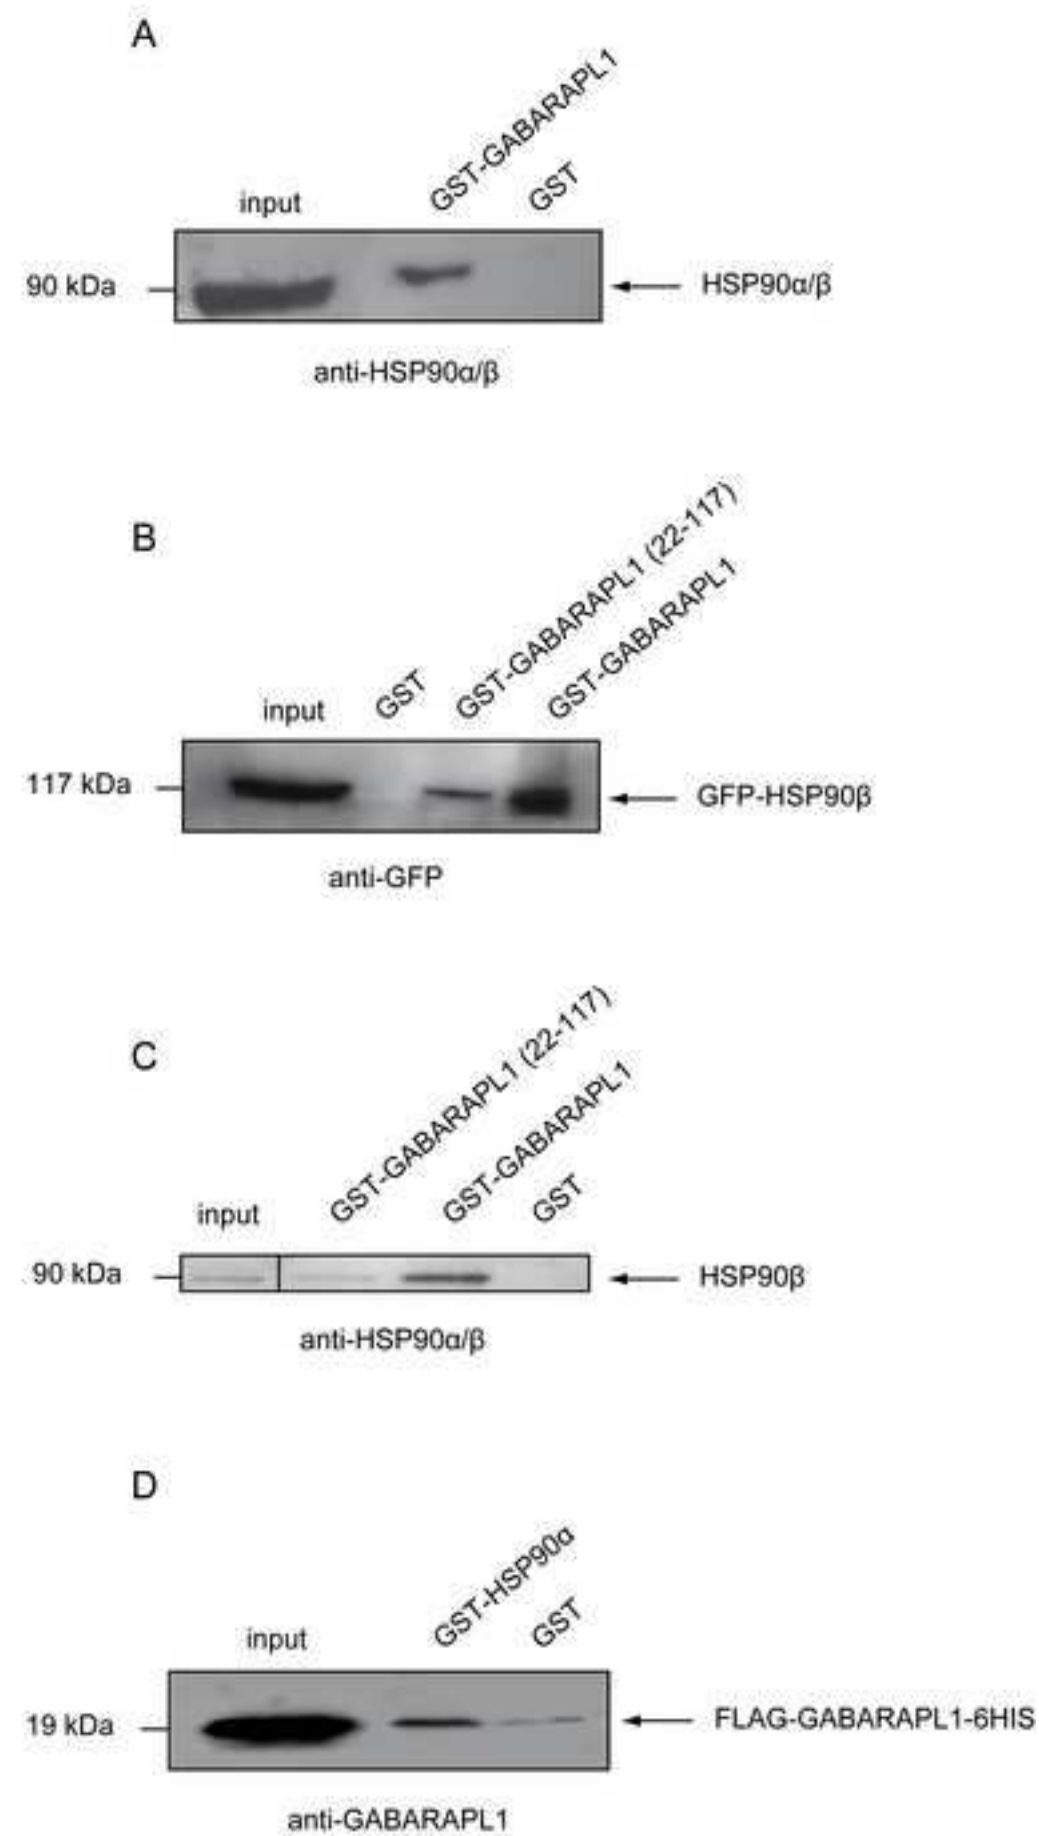 A
input
GST-GABARAPL1
GST
90 kDa
HSP90α/β
anti-HSP90α/β
B
input
GST
GST-GABARAPL1 (22-117)
GST-GABARAPL1
117 kDa
GFP-HSP90β
anti-GFP
C
input
GST-GABARAPL1 (22-117)
GST-GABARAPL1
GST
90 kDa
HSP90β
anti-HSP90α/β
D
input
GST-HSP90α
GST
19 kDa
FLAG-GABARAPL1-6HIS
anti-GABARAPL1